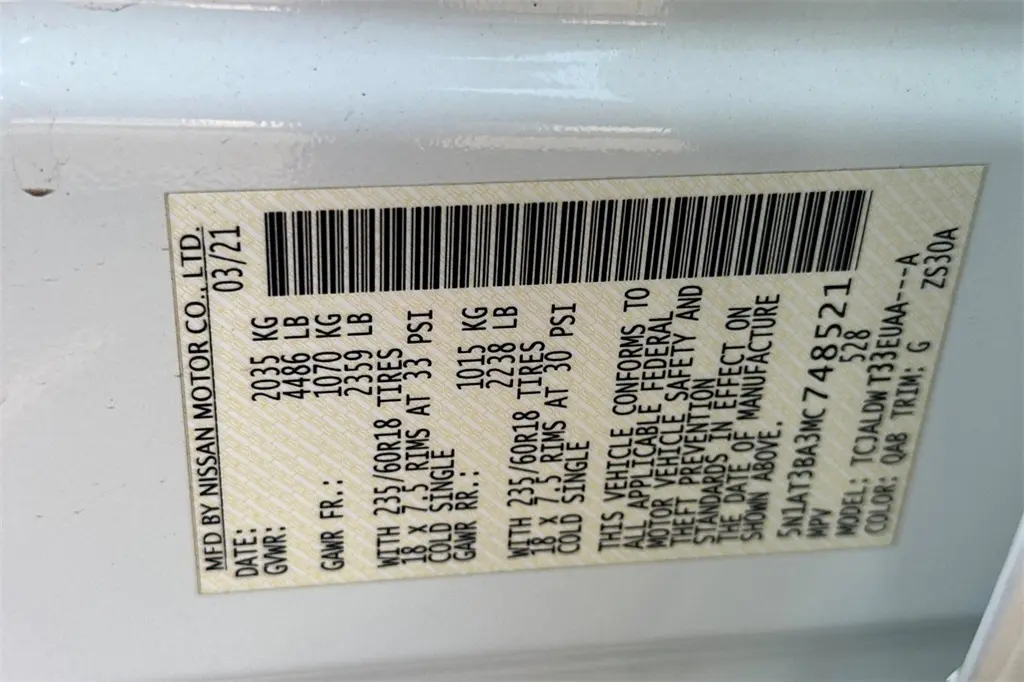 MFD BY NISSAN MOTOR CO., LTD.
DATE: 03/21
GVWR: 2035 KG
4486 LB
GAWR FR.: 1070 KG
2359 LB
WITH 235/60R18 TIRES
18 X 7.5 RIMS AT 33 PSI
COLD SINGLE
GAWR RR.: 1015 KG
2238 LB
WITH 235/60R18 TIRES
18 X 7.5 RIMS AT 30 PSI
COLD SINGLE
THIS VEHICLE CONFORMS TO
ALL APPLICABLE FEDERAL
MOTOR VEHICLE SAFETY AND
THEFT PREVENTION
STANDARDS IN EFFECT ON
THE DATE OF MANUFACTURE
SHOWN ABOVE.
5N1AT3BA3MC748521
MPV 528
MODEL: TCJALDWT33EUAA---A
COLOR: QAB TRIM: G ZS30A